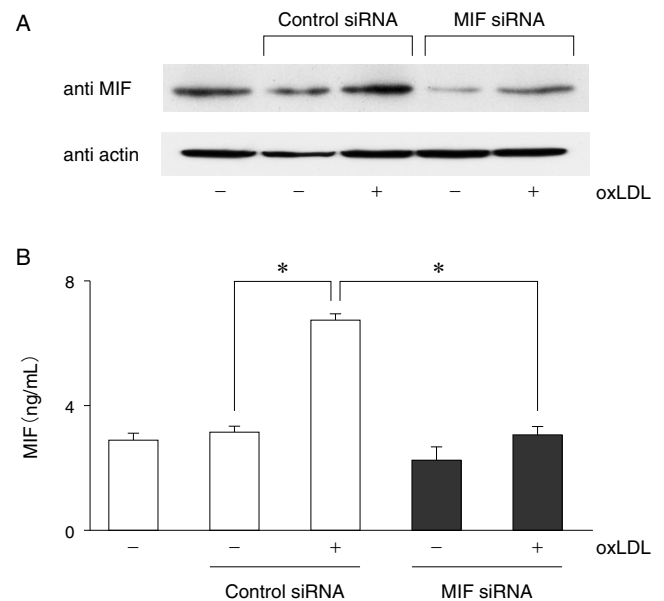 A
Control siRNA MIF siRNA
anti MIF
anti actin
− − + − + oxLDL
B
8
* *
MIF (ng/mL)
4
0
− − + − + oxLDL
Control siRNA MIF siRNA